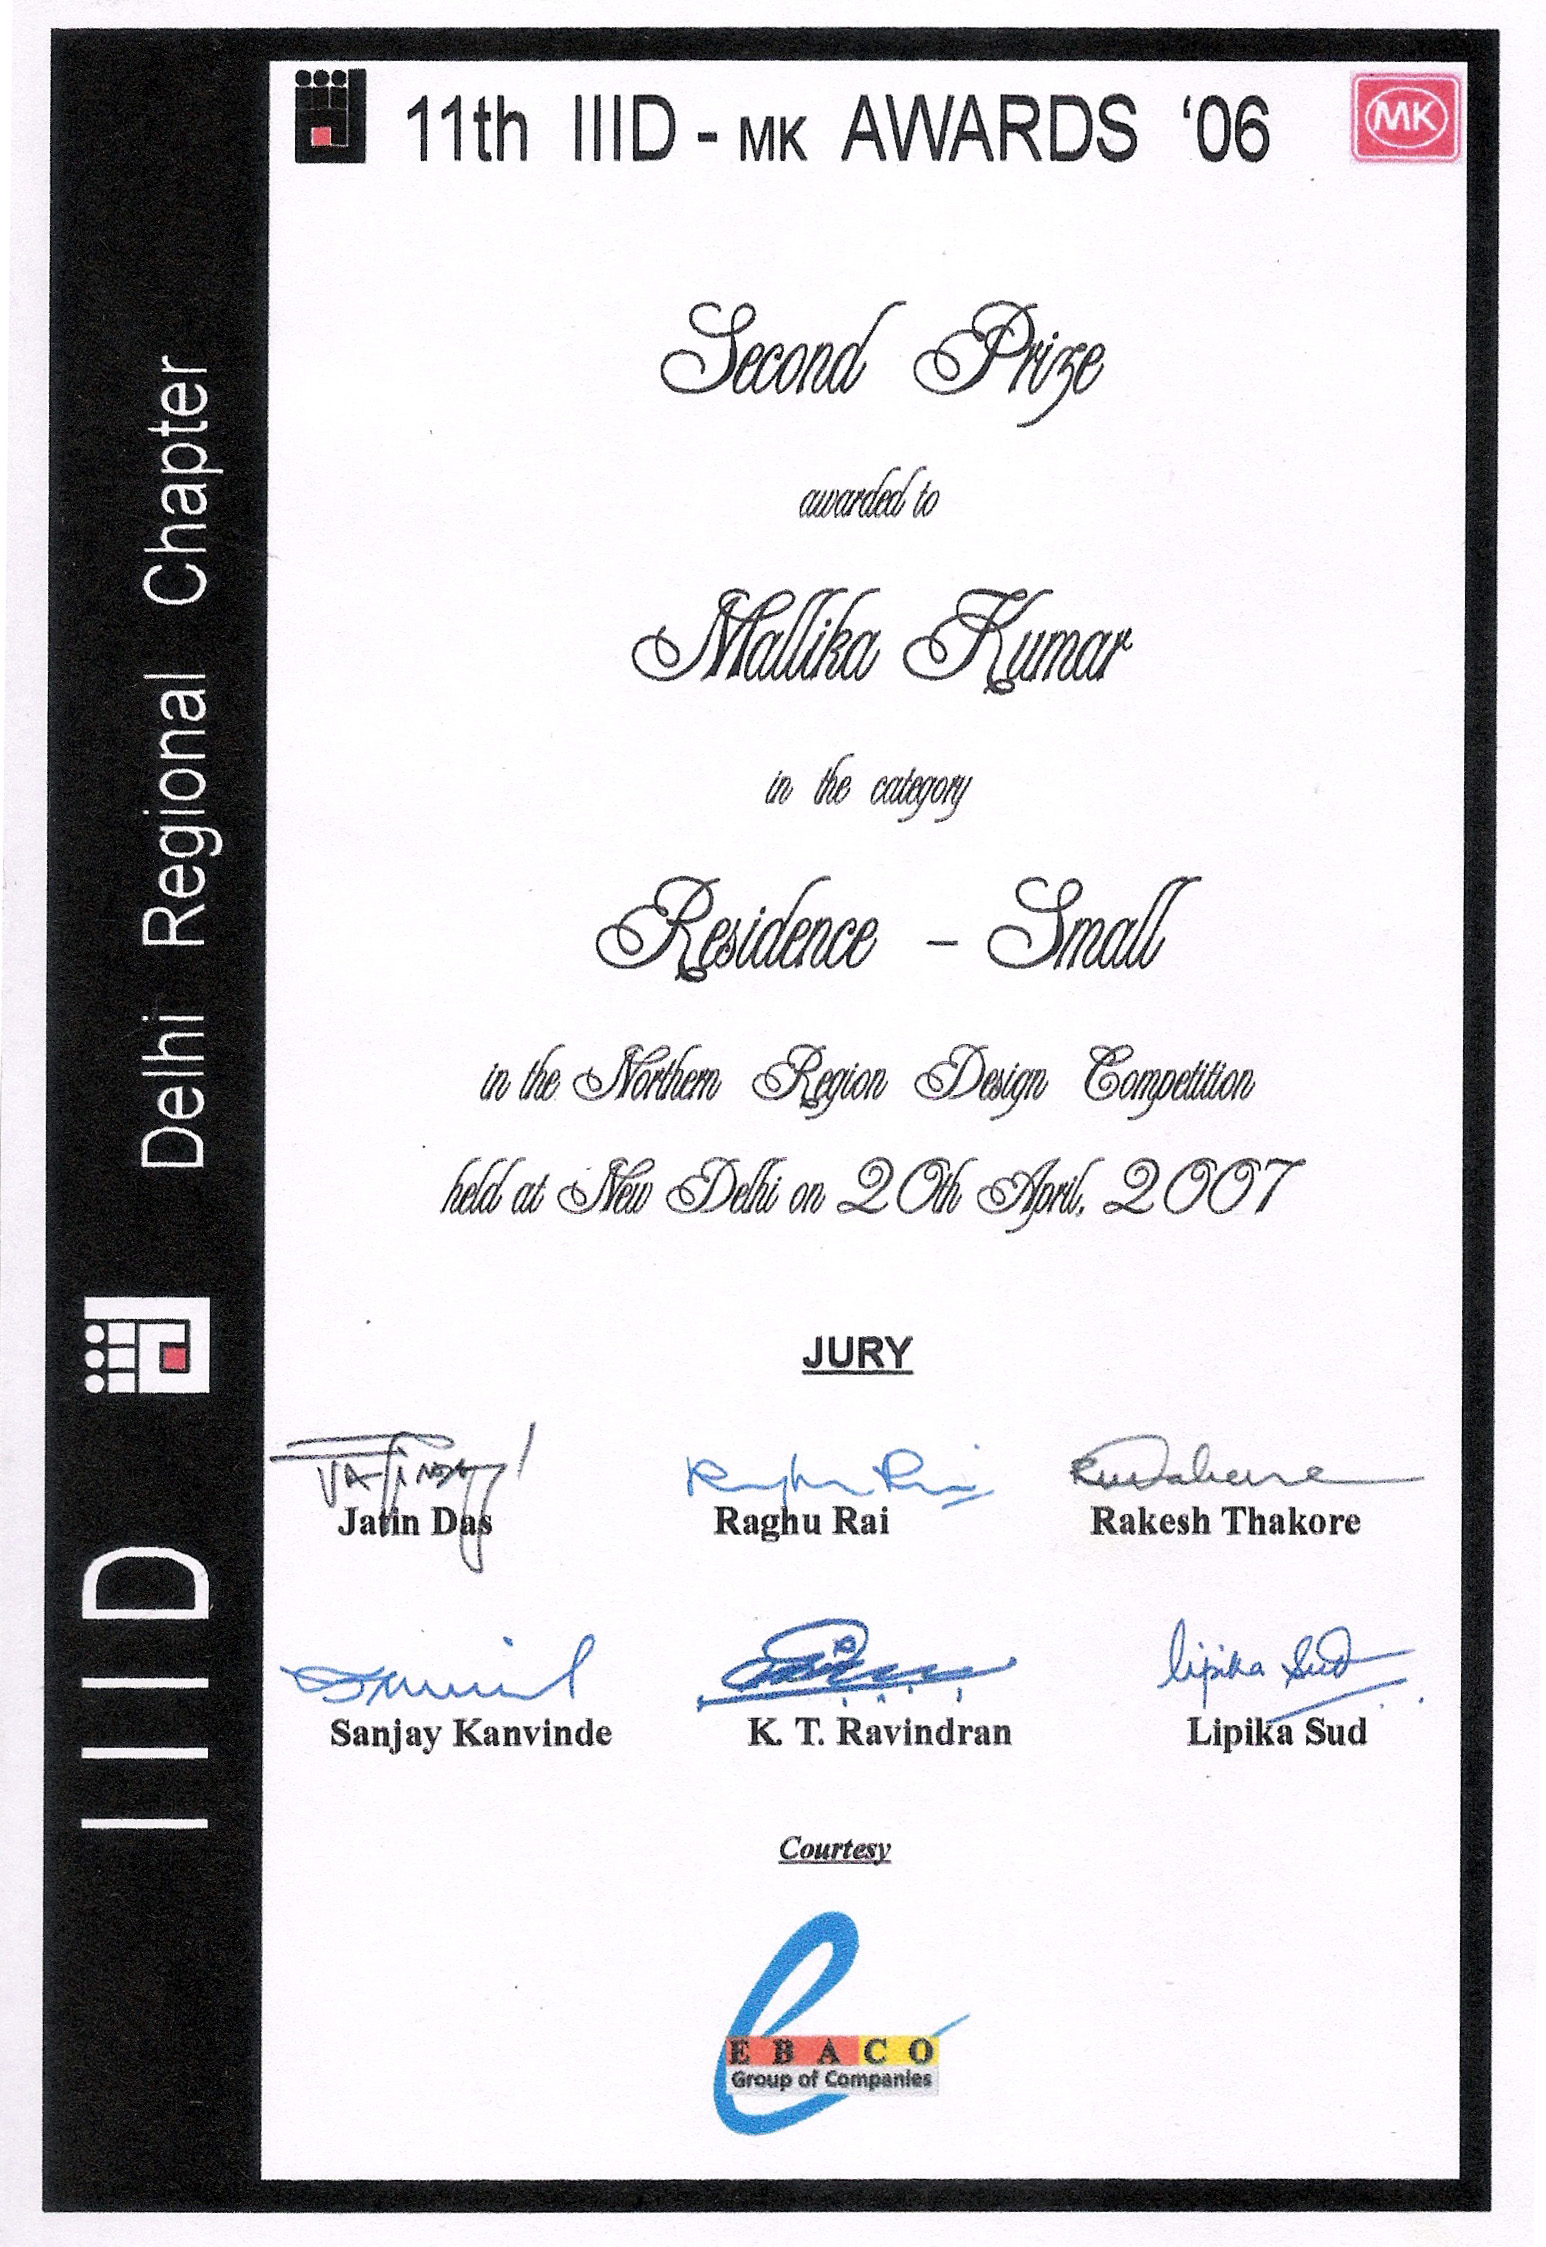 11th IIID - MK AWARDS ‘06
MK
Second Prize
awarded to
Mallika Kumar
in the category
Residence - Small
in the Northern Region Design Competition
held at New Delhi on 20th April, 2007
JURY
Jatin Das
Raghu Rai
Rakesh Thakore
Lipika Sud
Sanjay Kanvinde
K. T. Ravindran
Lipika Sud
Courtesy
EBACO
Group of Companies
IIID Delhi Regional Chapter